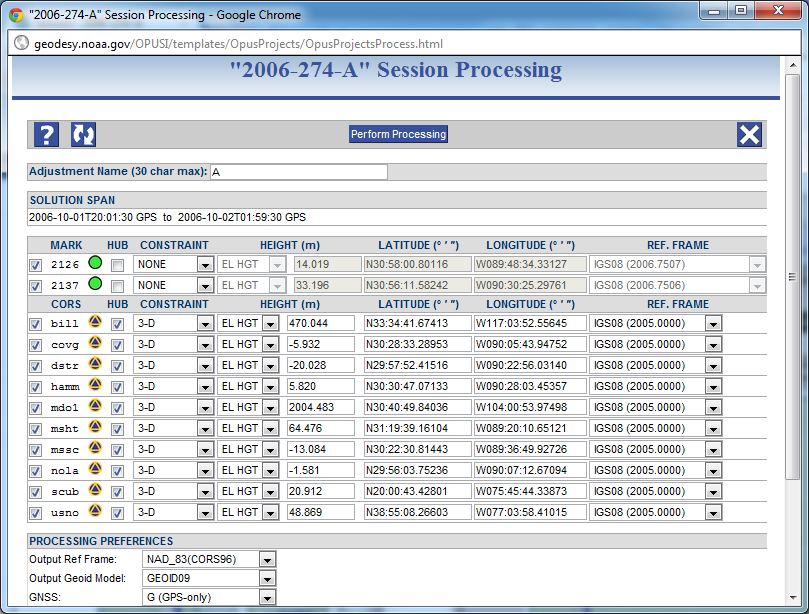 "2006-274-A" Session Processing - Google Chrome
geodesy.noaa.gov/OPUSI/templates/OpusProjects/OpusProjectsProcess.html
"2006-274-A" Session Processing
? Perform Processing
Adjustment Name (30 char max): A
SOLUTION SPAN
2006-10-01T20:01:30 GPS to 2006-10-02T01:59:30 GPS
MARK HUB CONSTRAINT HEIGHT (m) LATITUDE (° ′ ″) LONGITUDE (° ′ ″) REF. FRAME
2126 NONE EL HGT 14.019 N30:58:00.80116 W089:48:34.33127 IGS08 (2006.7507)
2137 NONE EL HGT 33.196 N30:56:11.58242 W090:30:25.29761 IGS08 (2006.7506)
CORS HUB CONSTRAINT HEIGHT (m) LATITUDE (° ′ ″) LONGITUDE (° ′ ″) REF. FRAME
bill 3-D EL HGT 470.044 N33:34:41.67413 W117:03:52.55645 IGS08 (2005.0000)
covg 3-D EL HGT -5.932 N30:28:33.28953 W090:05:43.94752 IGS08 (2005.0000)
dstr 3-D EL HGT -20.028 N29:57:52.41516 W090:22:56.03140 IGS08 (2005.0000)
hamm 3-D EL HGT 5.820 N30:30:47.07133 W090:28:03.45357 IGS08 (2005.0000)
mdo1 3-D EL HGT 2004.483 N30:40:49.84036 W104:00:53.97498 IGS08 (2005.0000)
msht 3-D EL HGT 64.476 N31:19:39.16104 W089:20:10.65121 IGS08 (2005.0000)
mssc 3-D EL HGT -13.084 N30:22:30.81443 W089:36:49.92726 IGS08 (2005.0000)
nola 3-D EL HGT -1.581 N29:56:03.75236 W090:07:12.67094 IGS08 (2005.0000)
scub 3-D EL HGT 20.912 N20:00:43.42801 W075:45:44.33873 IGS08 (2005.0000)
usno 3-D EL HGT 48.869 N38:55:08.26603 W077:03:58.41015 IGS08 (2005.0000)
PROCESSING PREFERENCES
Output Ref Frame: NAD_83(CORS96)
Output Geoid Model: GEOID09
GNSS: G (GPS-only)